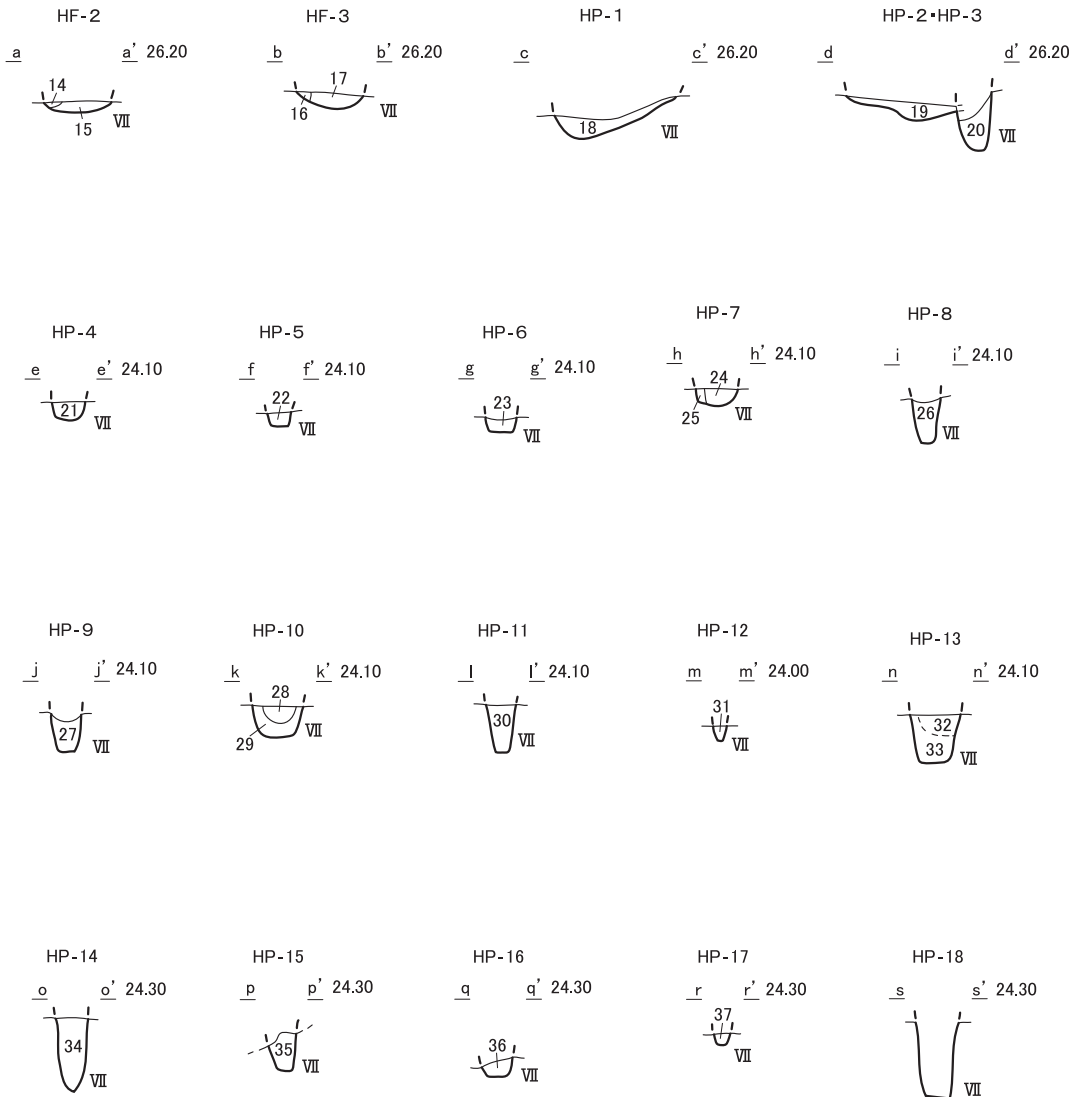 HF-2 HF-3 HP-1 HP-2・HP-3
a a' 26.20 b b' 26.20 c c' 26.20 d d' 26.20
14 15 Ⅶ 17 16 Ⅶ 18 Ⅶ 19 20 Ⅶ
HP-4 HP-5 HP-6 HP-7 HP-8
e e' 24.10 f f' 24.10 g g' 24.10 h h' 24.10 i i' 24.10
21 Ⅶ 22 Ⅶ 23 Ⅶ 24 25 Ⅶ 26 Ⅶ
HP-9 HP-10 HP-11 HP-12 HP-13
j j' 24.10 k k' 24.10 l l' 24.10 m m' 24.00 n n' 24.10
27 Ⅶ 28 29 Ⅶ 30 Ⅶ 31 Ⅶ 32 33 Ⅶ
HP-14 HP-15 HP-16 HP-17 HP-18
o o' 24.30 p p' 24.30 q q' 24.30 r r' 24.30 s s' 24.30
34 Ⅶ 35 Ⅶ 36 Ⅶ 37 Ⅶ Ⅶ